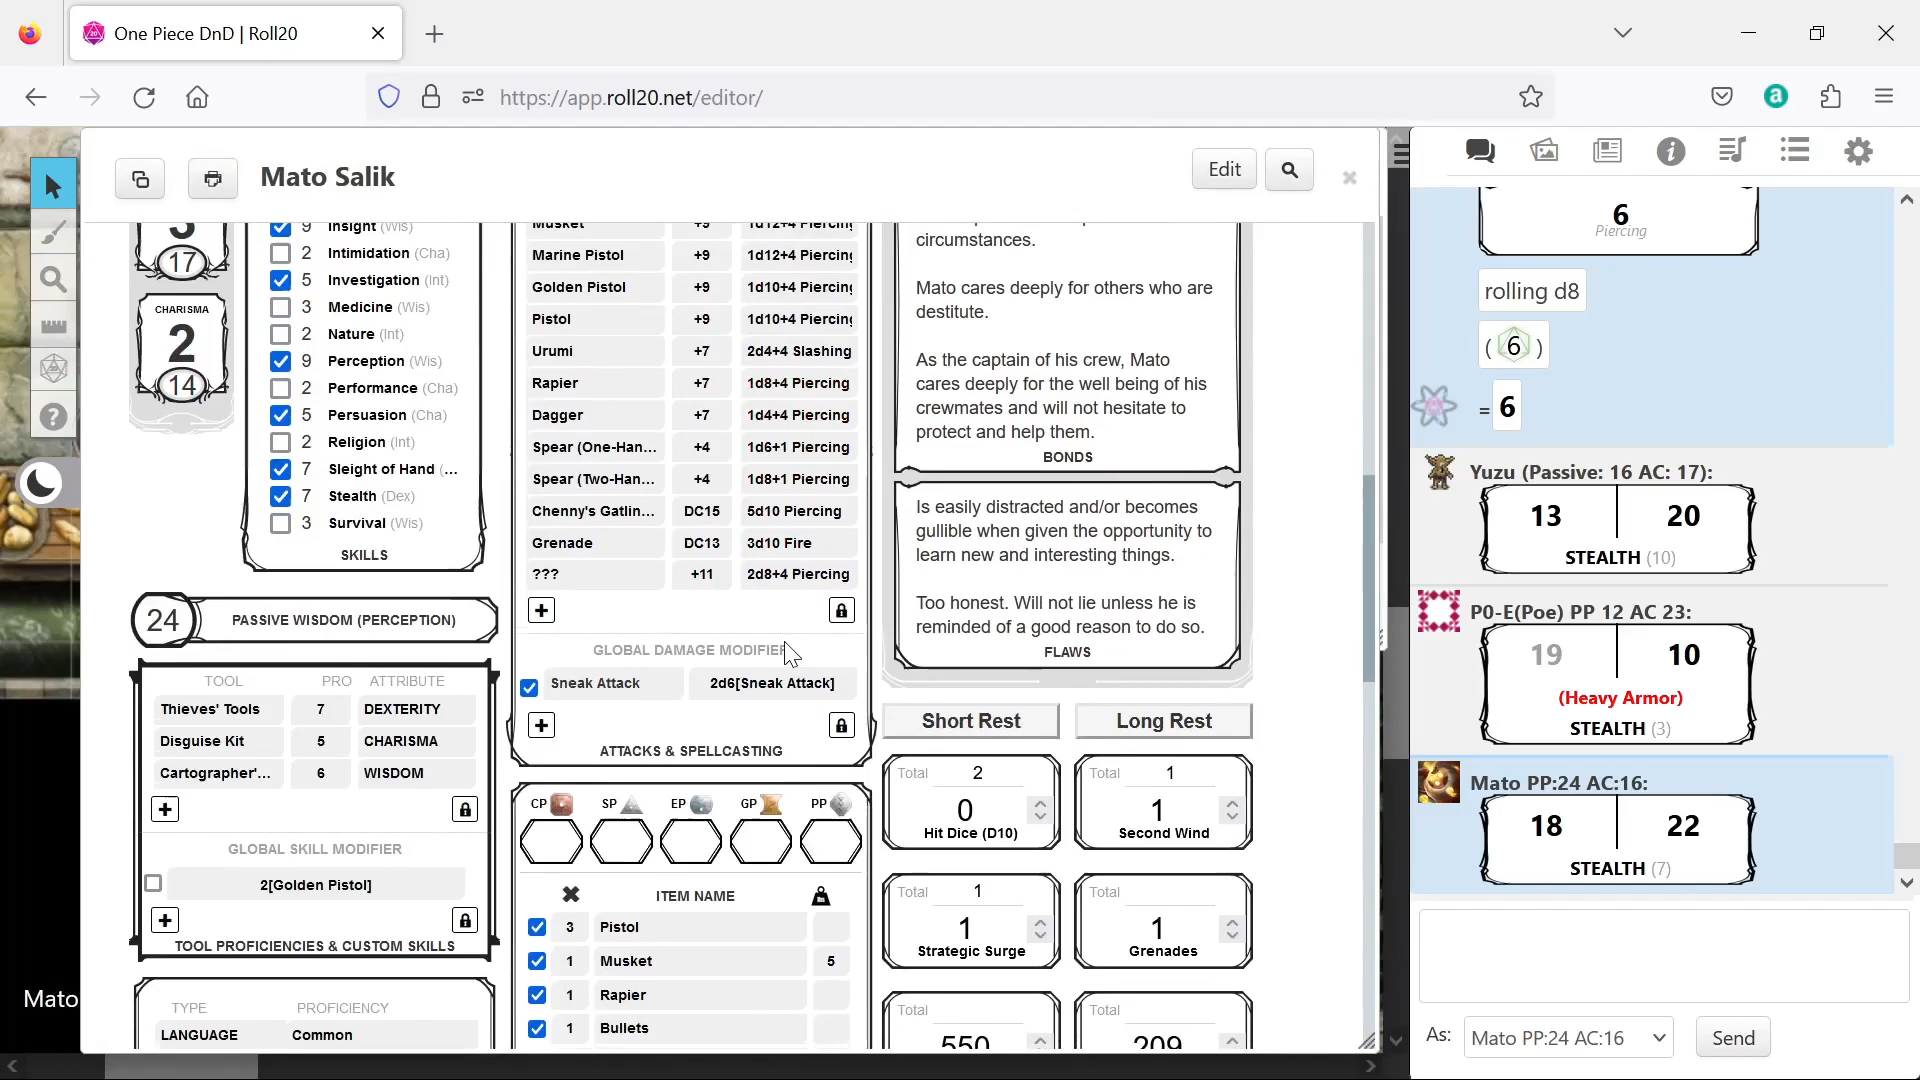 One Piece DnD | Roll20
https://app.roll20.net/editor/
Mato Salik
Edit
17
CHARISMA
2
14
9 Insight (Wis)
2 Intimidation (Cha)
5 Investigation (Int)
3 Medicine (Wis)
2 Nature (Int)
9 Perception (Wis)
2 Performance (Cha)
5 Persuasion (Cha)
2 Religion (Int)
7 Sleight of Hand (...
7 Stealth (Dex)
3 Survival (Wis)
SKILLS
24 PASSIVE WISDOM (PERCEPTION)
TOOL PRO ATTRIBUTE
Thieves' Tools 7 DEXTERITY
Disguise Kit 5 CHARISMA
Cartographer'... 6 WISDOM
+
GLOBAL SKILL MODIFIER
2[Golden Pistol]
+
TOOL PROFICIENCIES & CUSTOM SKILLS
TYPE PROFICIENCY
LANGUAGE Common
Mato
Musket +9 1d12+4 Piercing
Marine Pistol +9 1d12+4 Piercing
Golden Pistol +9 1d10+4 Piercing
Pistol +9 1d10+4 Piercing
Urumi +7 2d4+4 Slashing
Rapier +7 1d8+4 Piercing
Dagger +7 1d4+4 Piercing
Spear (One-Han... +4 1d6+1 Piercing
Spear (Two-Han... +4 1d8+1 Piercing
Chenny's Gatlin... DC15 5d10 Piercing
Grenade DC13 3d10 Fire
??? +11 2d8+4 Piercing
+
GLOBAL DAMAGE MODIFIER
Sneak Attack 2d6[Sneak Attack]
+
ATTACKS & SPELLCASTING
CP SP EP GP PP
ITEM NAME
3 Pistol
1 Musket 5
1 Rapier
1 Bullets
circumstances.
Mato cares deeply for others who are
destitute.
As the captain of his crew, Mato
cares deeply for the well being of his
crewmates and will not hesitate to
protect and help them.
BONDS
Is easily distracted and/or becomes
gullible when given the opportunity to
learn new and interesting things.
Too honest. Will not lie unless he is
reminded of a good reason to do so.
FLAWS
Short Rest Long Rest
Total 2
0
Hit Dice (D10)
Total 1
1
Second Wind
Total 1
1
Strategic Surge
Total
1
Grenades
Total
550
Total
209
6
Piercing
rolling d8
( 6 )
= 6
Yuzu (Passive: 16 AC: 17):
13 20
STEALTH (10)
P0-E(Poe) PP 12 AC 23:
19 10
(Heavy Armor)
STEALTH (3)
Mato PP:24 AC:16:
18 22
STEALTH (7)
As: Mato PP:24 AC:16 Send